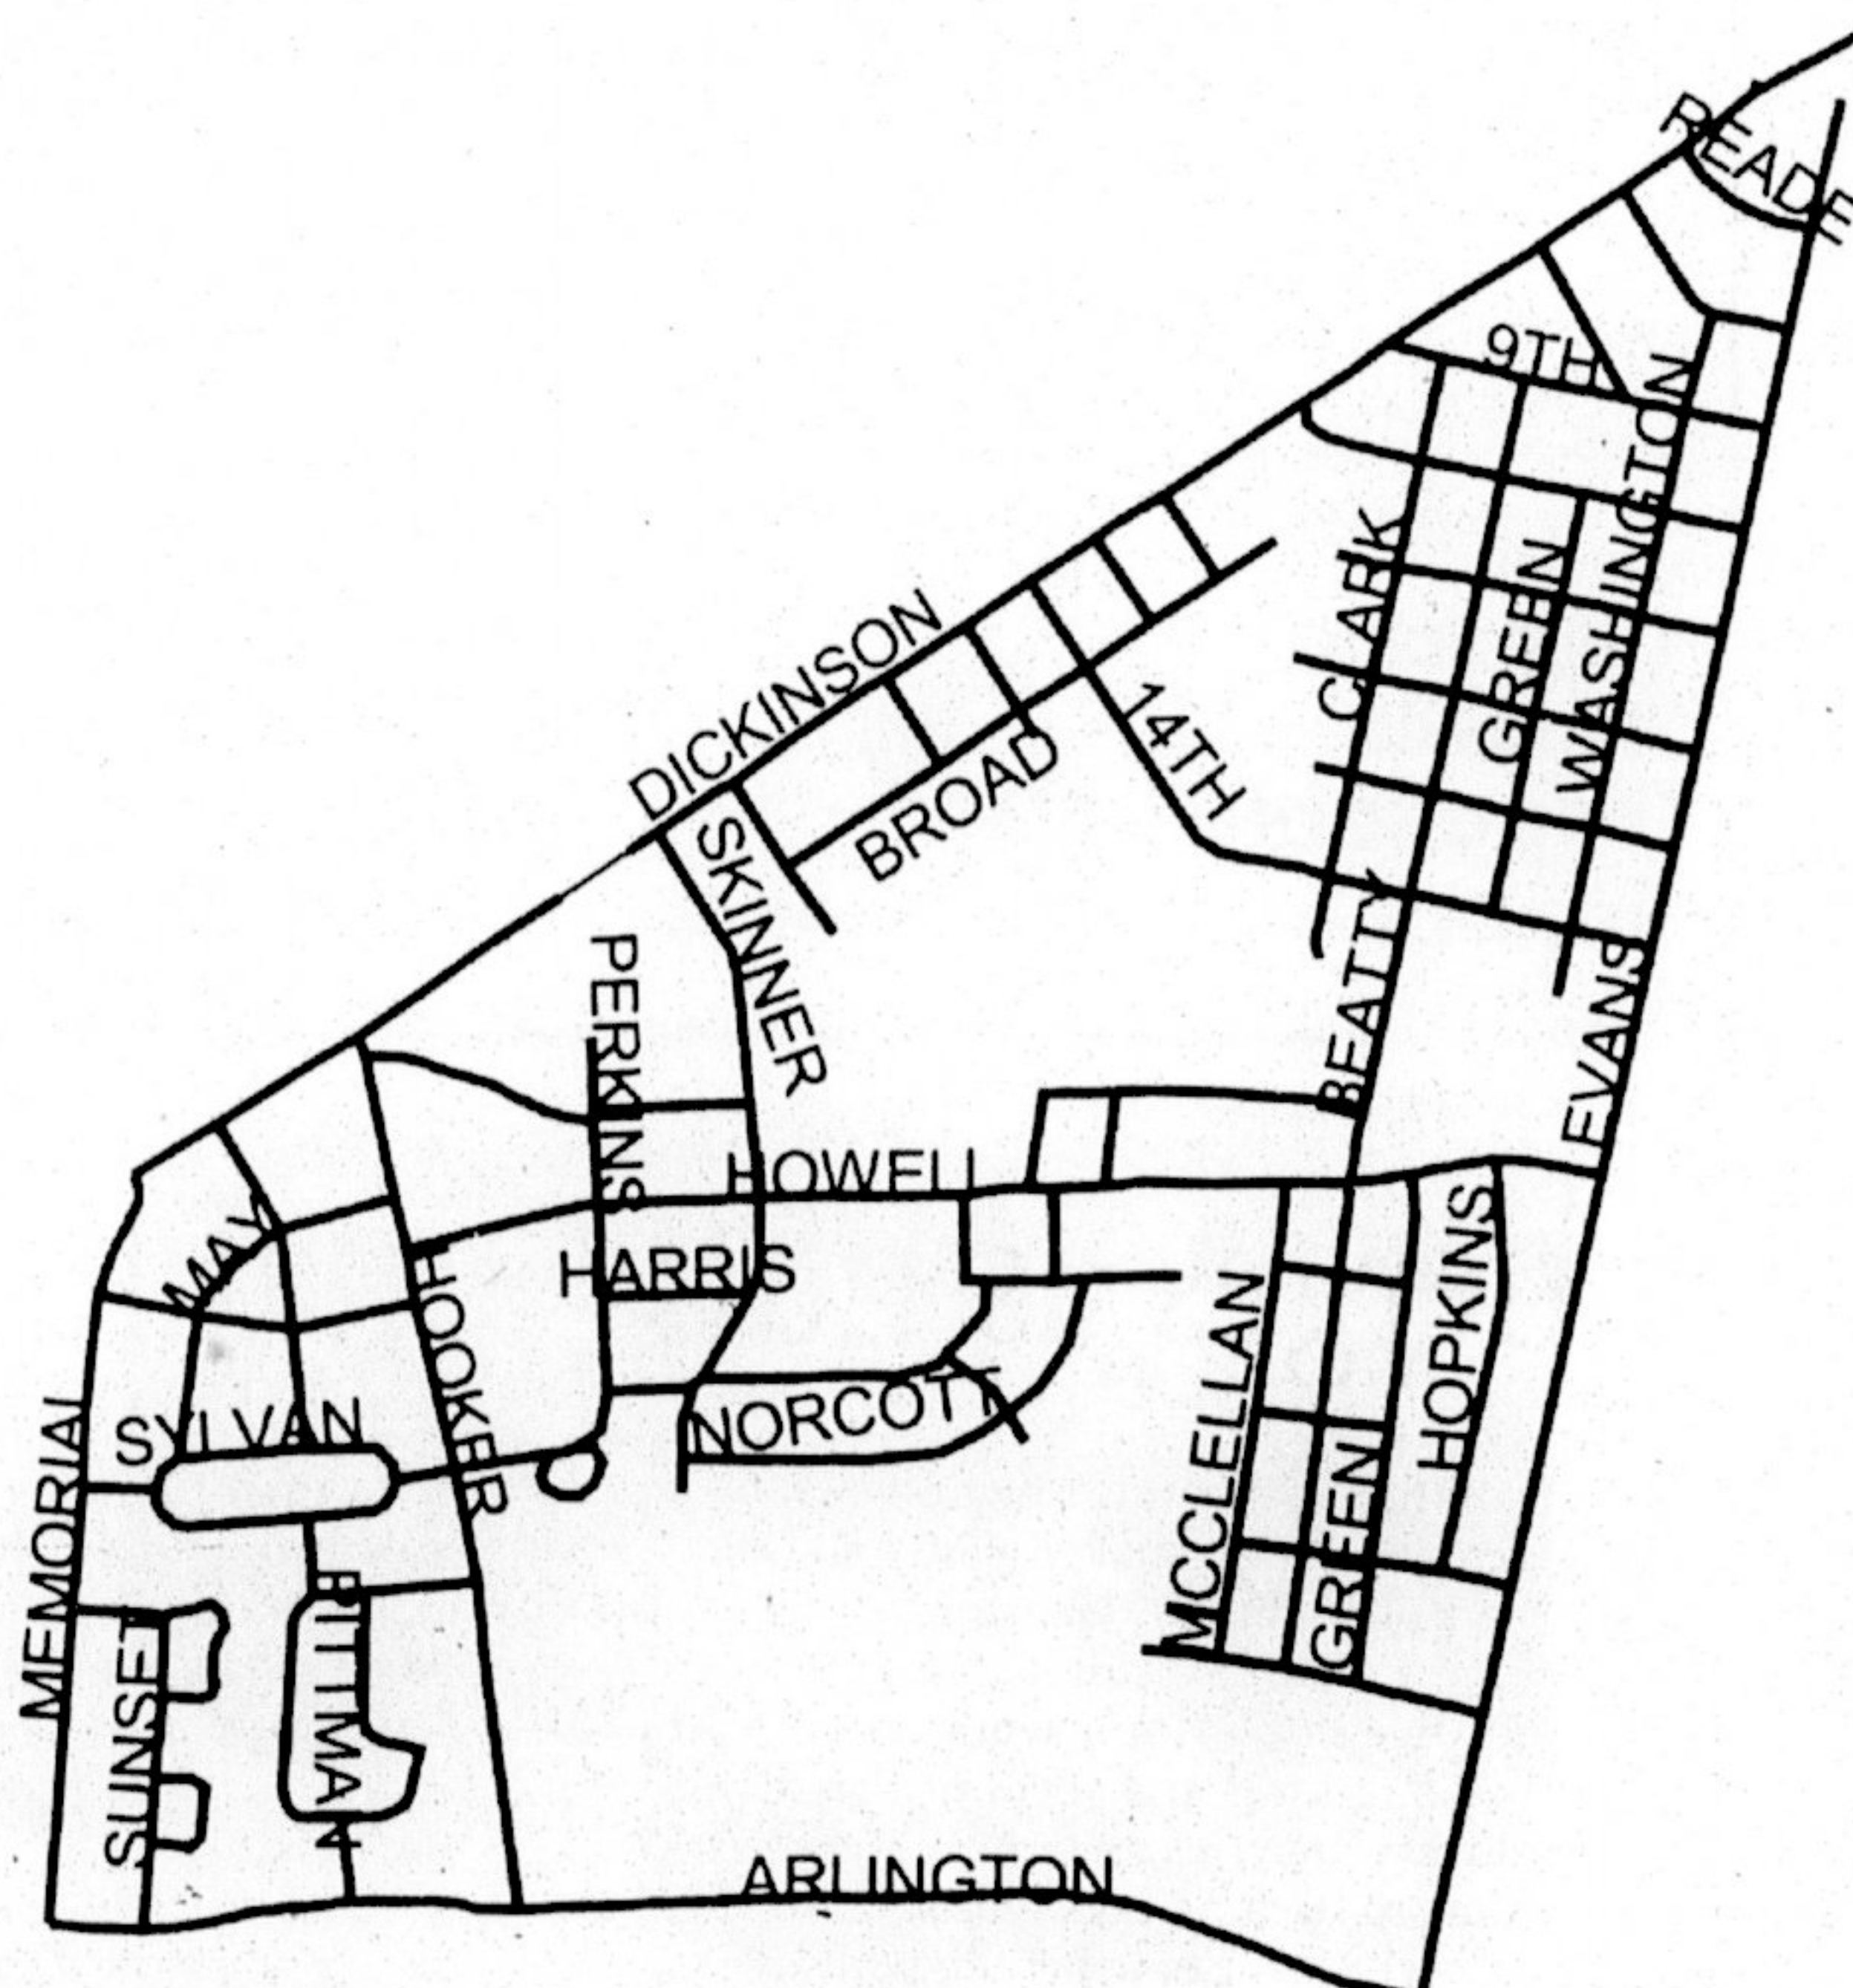 READE
9TH
WASHINGTON
CLARK
GREEN
DICKINSON
14TH
BROAD
SKINNER
BEATTY
PERKINS
EVANS
HOWELL
MAY
HARRIS
HOPKINS
HOOKER
MCCLELLAN
SYLVAN
NORCOTT
MEMORIAL
GREEN
SUNSET
PITTMAN
ARLINGTON